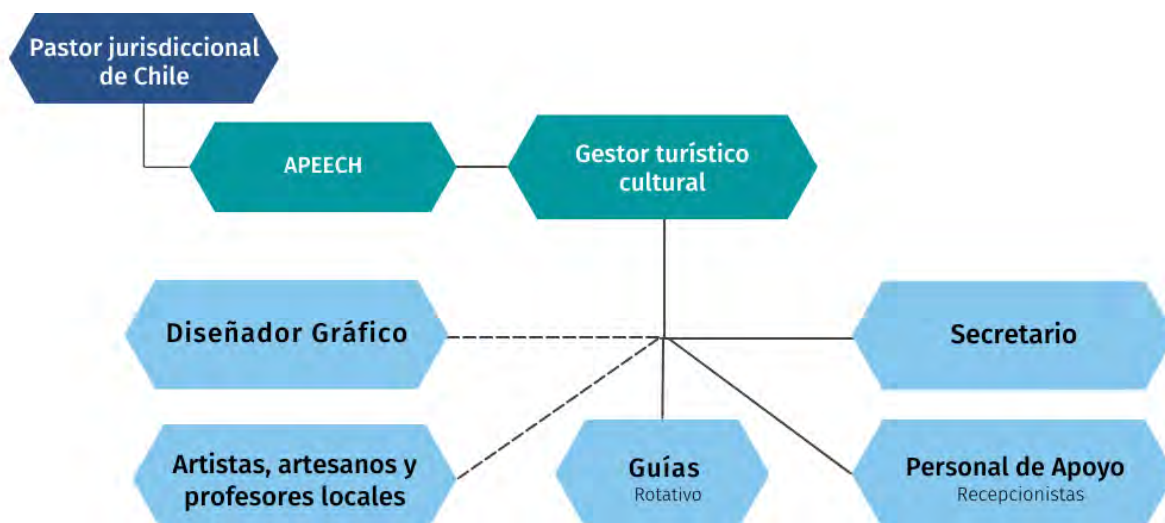 Pastor jurisdiccional
de Chile
APEECH
Gestor turístico
cultural
Diseñador Gráfico
Secretario
Artistas, artesanos y
profesores locales
Guías
Rotativo
Personal de Apoyo
Recepcionistas